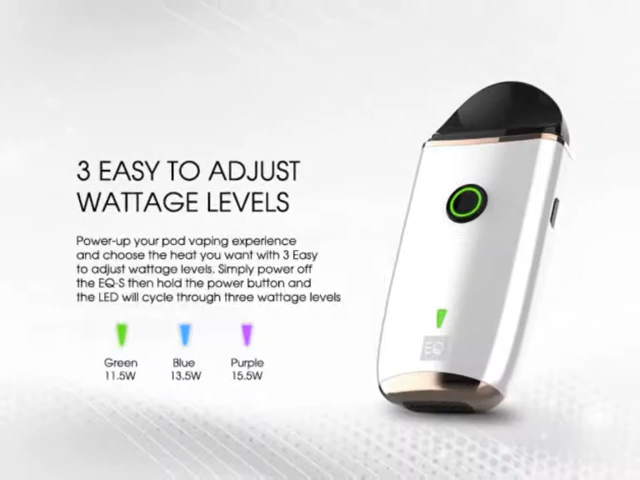 3 EASY TO ADJUST
WATTAGE LEVELS
Power-up your pod vaping experience
and choose the heat you want with 3 Easy
to adjust wattage levels. Simply power off
the EQ-S then hold the power button and
the LED will cycle through three wattage levels
Green Blue Purple
11.5W 13.5W 15.5W
EQ